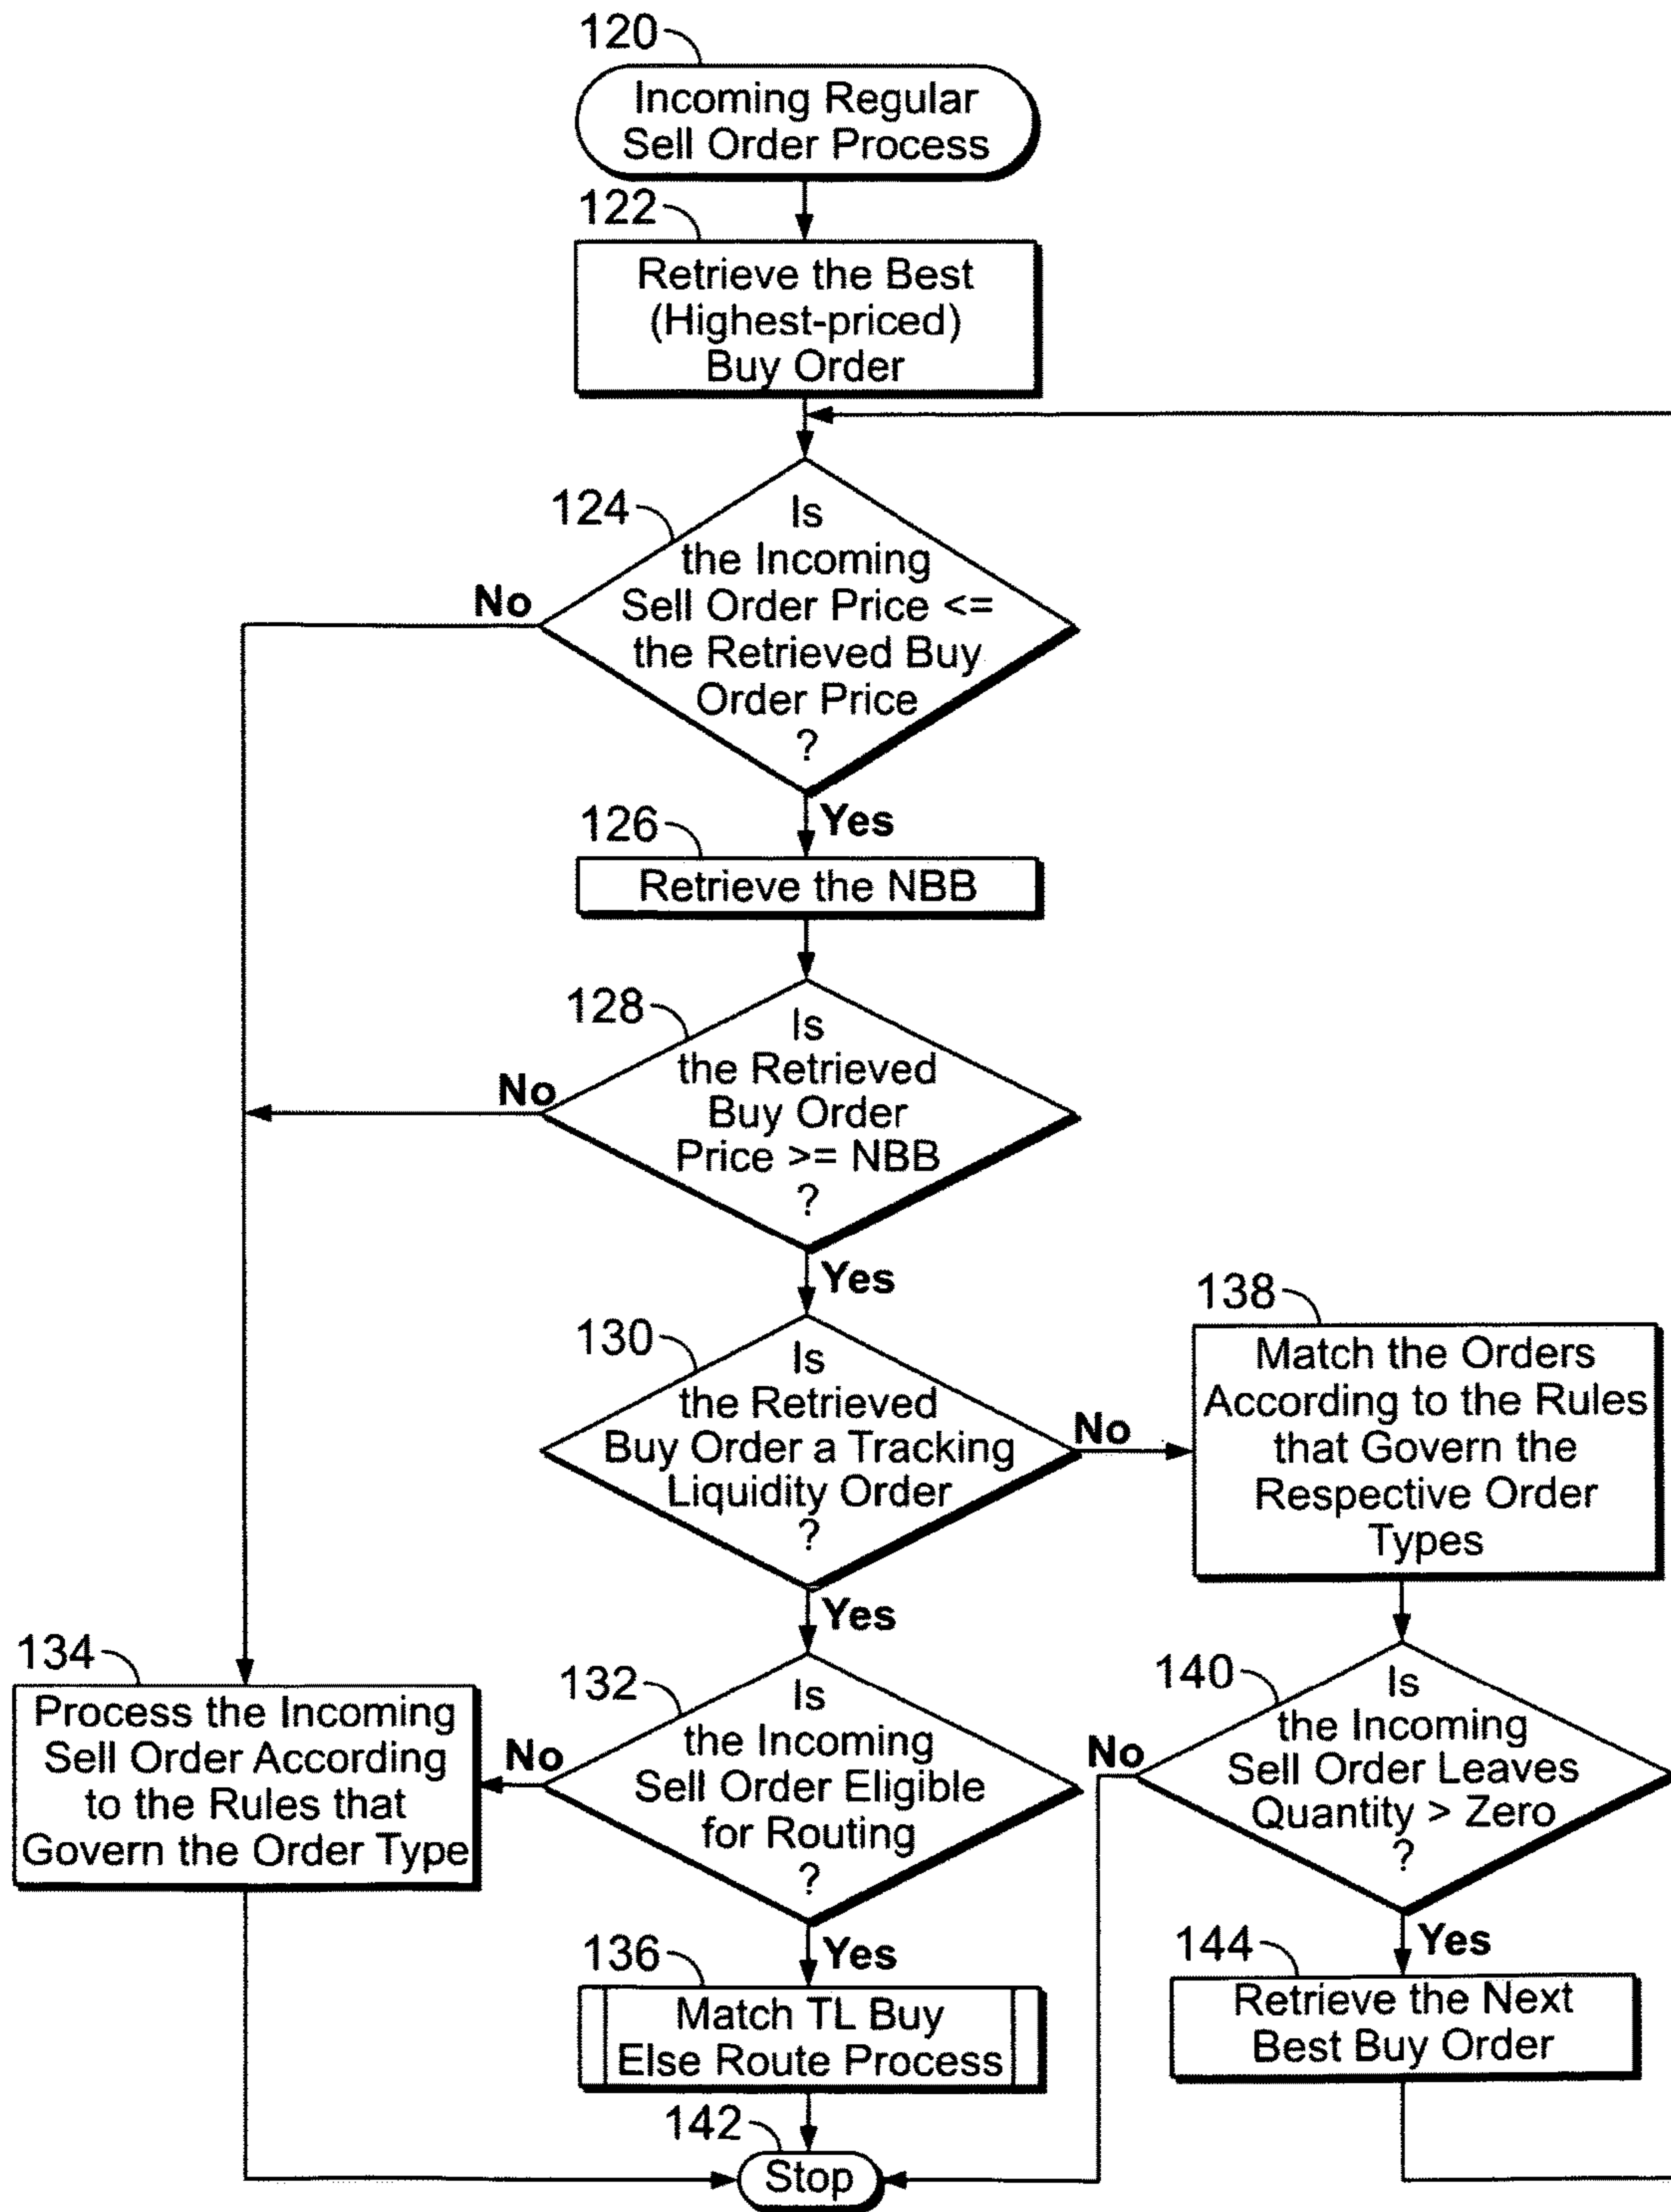 120
Incoming Regular
Sell Order Process
122
Retrieve the Best
(Highest-priced)
Buy Order
124
Is
the Incoming
Sell Order Price <=
the Retrieved Buy
Order Price
?
No
Yes
126
Retrieve the NBB
128
Is
the Retrieved
Buy Order
Price >= NBB
?
No
Yes
130
Is
the Retrieved
Buy Order a Tracking
Liquidity Order
?
No
Yes
138
Match the Orders
According to the Rules
that Govern the
Respective Order
Types
134
Process the Incoming
Sell Order According
to the Rules that
Govern the Order Type
132
Is
the Incoming
Sell Order Eligible
for Routing
?
No
Yes
140
Is
the Incoming
Sell Order Leaves
Quantity > Zero
?
No
Yes
136
Match TL Buy
Else Route Process
144
Retrieve the Next
Best Buy Order
142
Stop